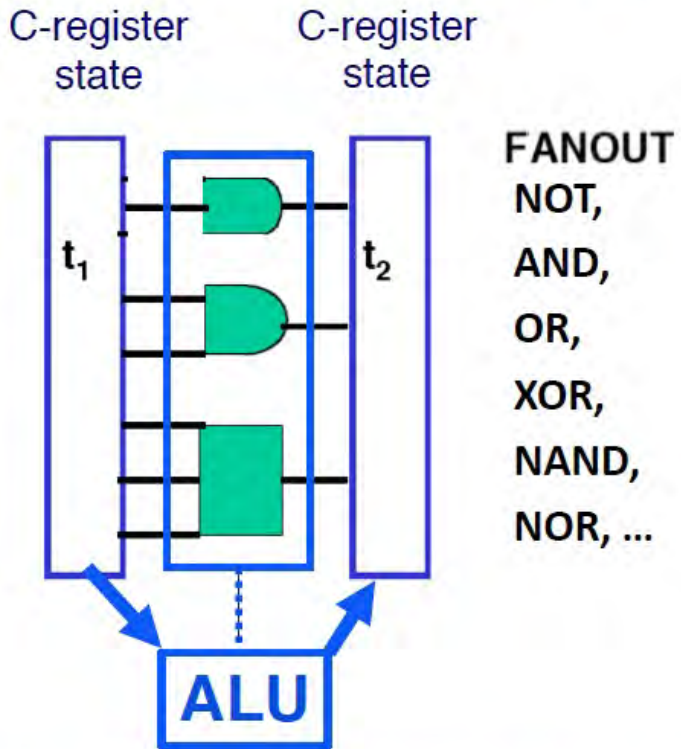 C-register
state
C-register
state
t₁
t₂
FANOUT
NOT,
AND,
OR,
XOR,
NAND,
NOR, ...
ALU